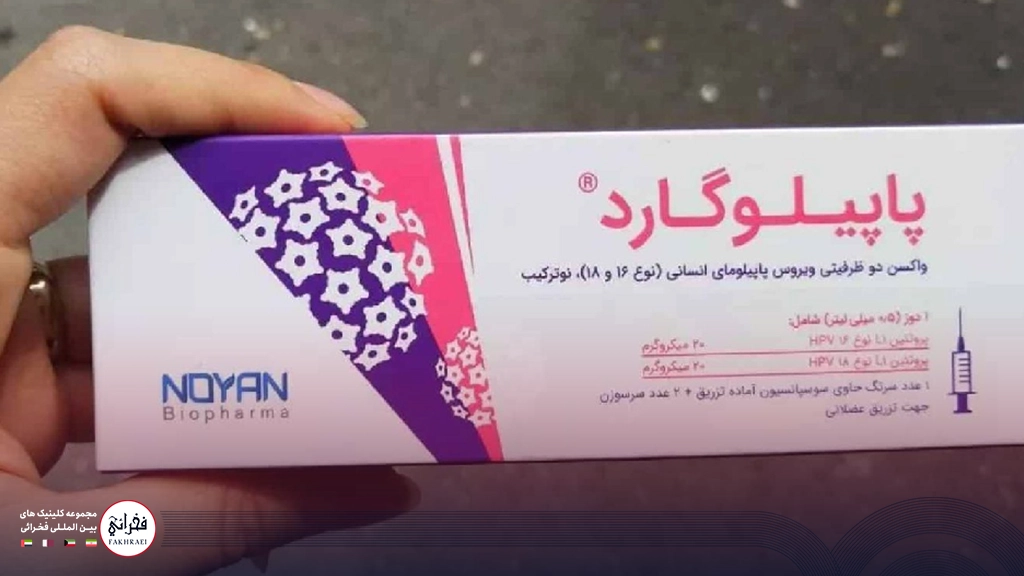 پاپیلوگارد®
واکسن دو ظرفیتی ویروس پاپیلومای انسانی (نوع ۱۶ و ۱۸)، نوترکیب
۱ دوز (۰/۵ میلی لیتر) شامل:
پروتئین L1 نوع ۱۶ HPV ۲۰ میکروگرم
پروتئین L1 نوع ۱۸ HPV ۲۰ میکروگرم
۱ عدد سرنگ حاوی سوسپانسیون آماده تزریق + ۲ عدد سرسوزن
جهت تزریق عضلانی
NOYAN
Biopharma
مجموعه کلینیک های
بین المللی فخرائی
فخرائی
FAKHRAEI